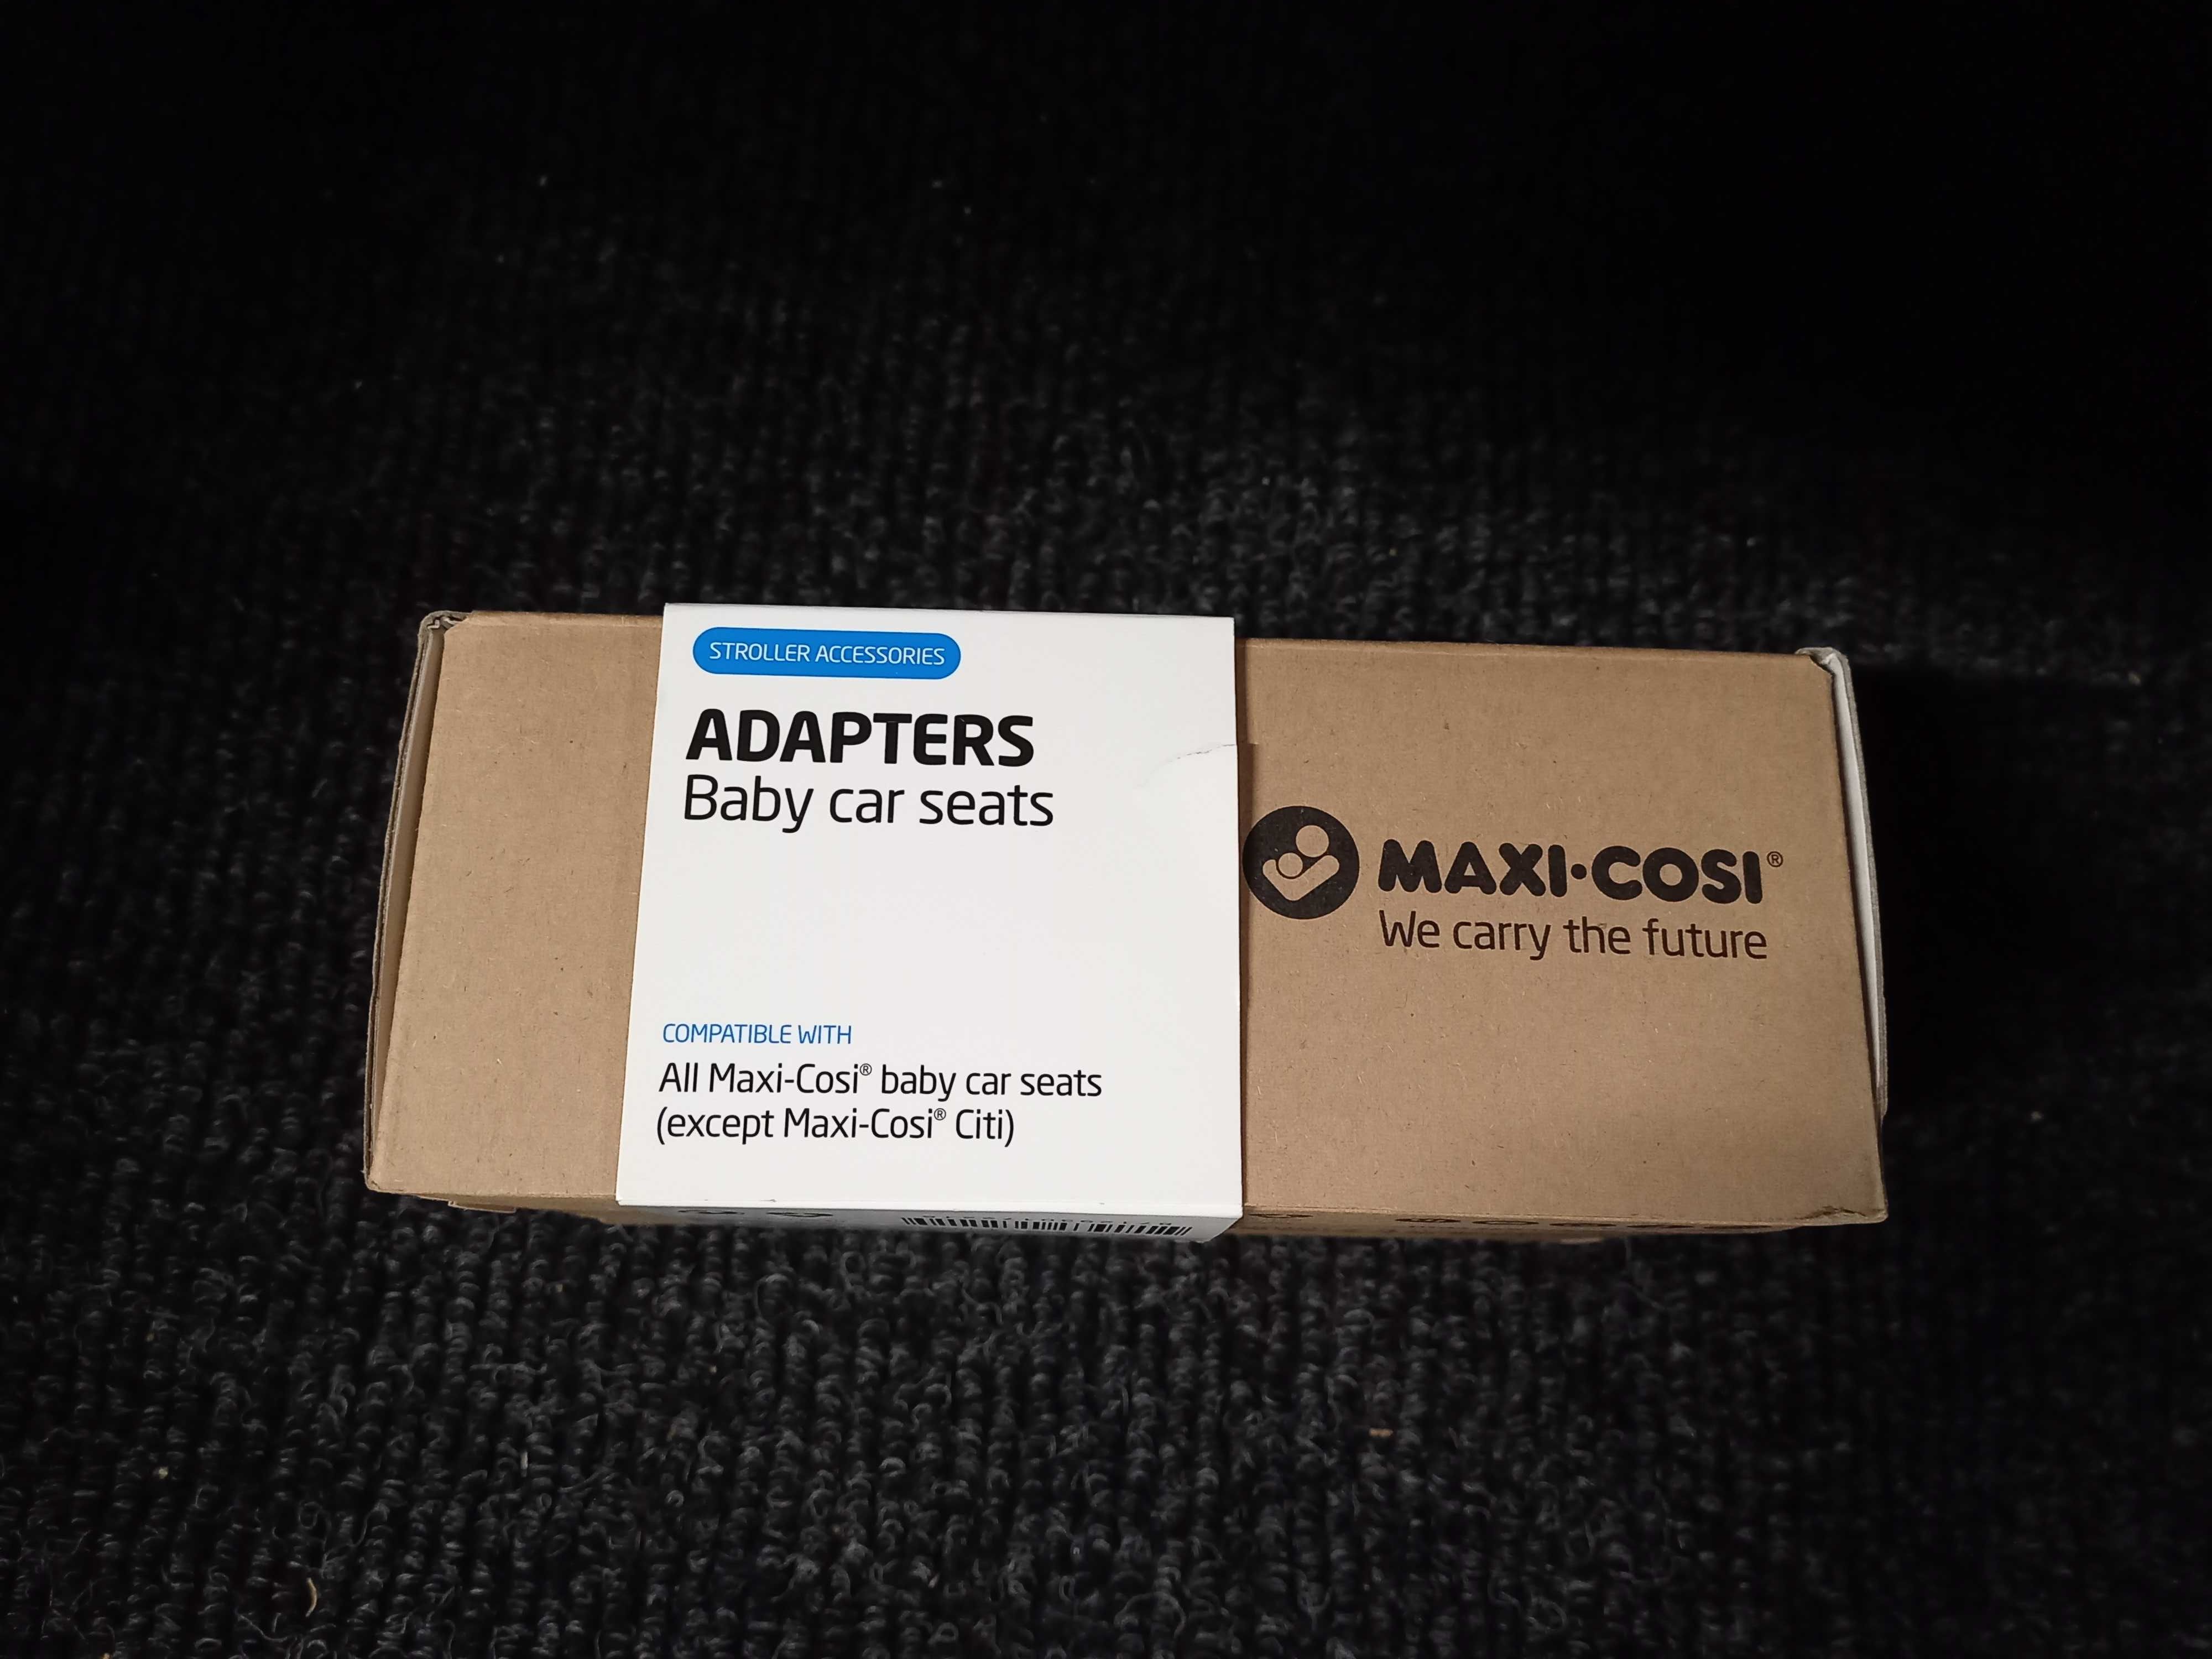 STROLLER ACCESSORIES
ADAPTERS
Baby car seats
COMPATIBLE WITH
All Maxi-Cosi® baby car seats
(except Maxi-Cosi® Citi)
MAXI·COSI®
We carry the future